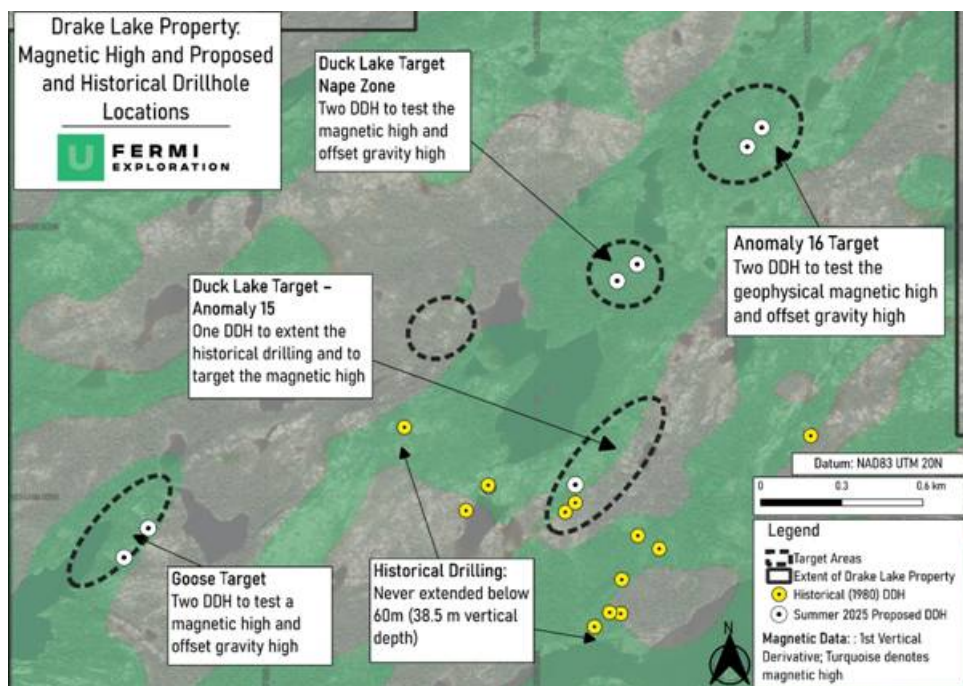 Drake Lake Property:
Magnetic High and Proposed
and Historical Drillhole
Locations
U FERMI
EXPLORATION
Duck Lake Target
Nape Zone
Two DDH to test the
magnetic high and
offset gravity high
Anomaly 16 Target
Two DDH to test the
geophysical magnetic high
and offset gravity high
Duck Lake Target –
Anomaly 15
One DDH to extent the
historical drilling and to
target the magnetic high
Goose Target
Two DDH to test a
magnetic high and
offset gravity high
Historical Drilling:
Never extended below
60m (38.5 m vertical
depth)
Datum: NAD83 UTM 20N
0 0.3 0.6 km
Legend
Target Areas
Extent of Drake Lake Property
Historical (1980) DDH
Summer 2025 Proposed DDH
N
Magnetic Data: : 1st Vertical
Derivative; Turquoise denotes
magnetic high